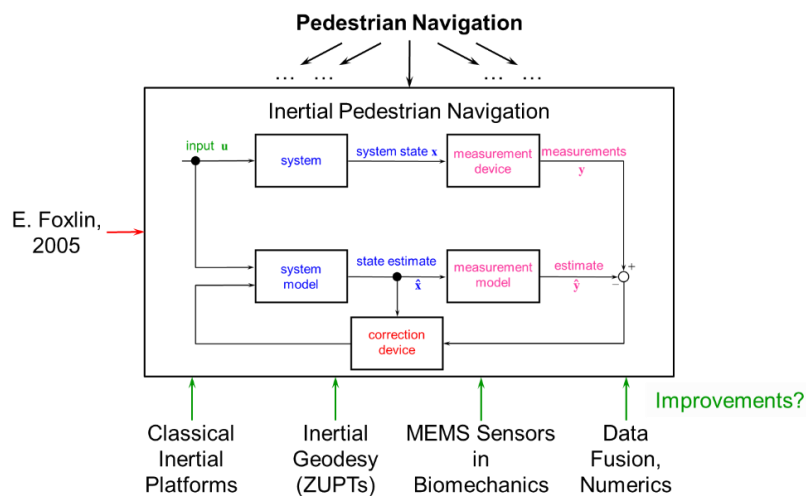 Pedestrian Navigation
... ... ... ...
Inertial Pedestrian Navigation
input u
system
system state x
measurement
device
measurements
y
E. Foxlin,
2005
system
model
state estimate
x̂
measurement
model
estimate
ŷ
+
−
correction
device
Improvements?
Classical
Inertial
Platforms
Inertial
Geodesy
(ZUPTs)
MEMS Sensors
in
Biomechanics
Data
Fusion,
Numerics